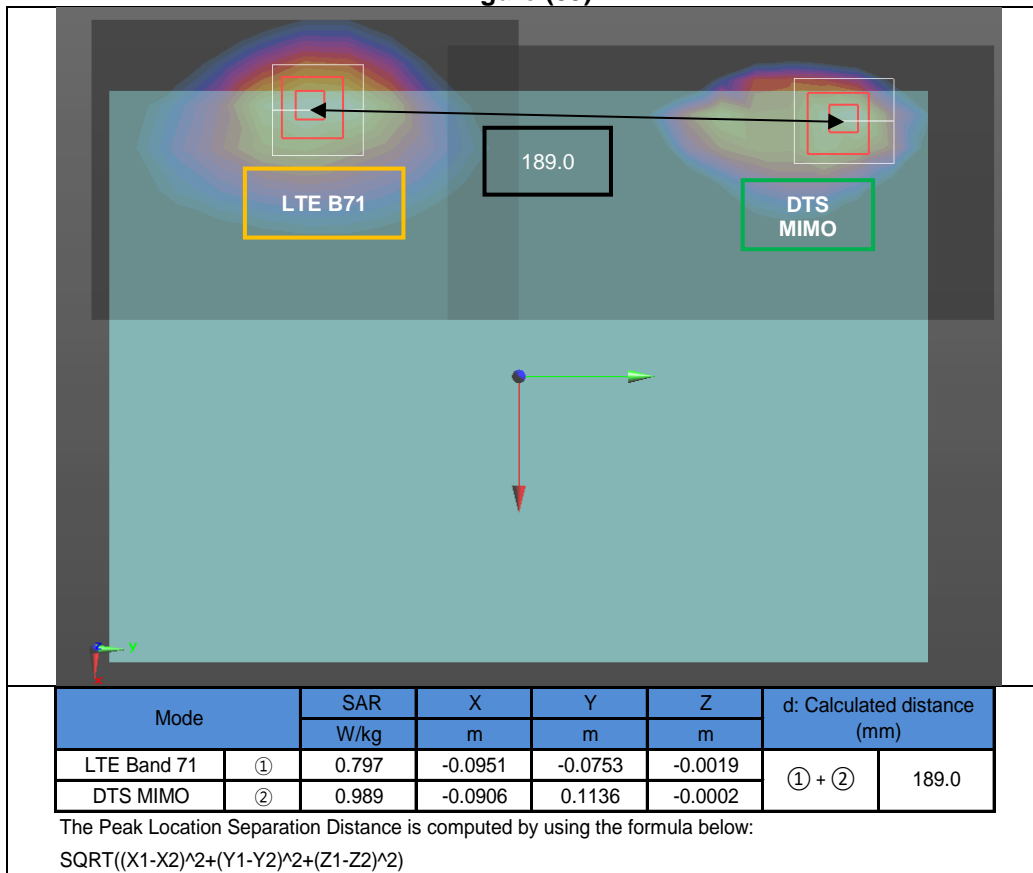 189.0
LTE B71
DTS
MIMO
Y
Mode SAR X Y Z d: Calculated distance (mm)
W/kg m m m
LTE Band 71 ① 0.797 -0.0951 -0.0753 -0.0019 ① + ② 189.0
DTS MIMO ② 0.989 -0.0906 0.1136 -0.0002
The Peak Location Separation Distance is computed by using the formula below:
SQRT((X1-X2)^2+(Y1-Y2)^2+(Z1-Z2)^2)